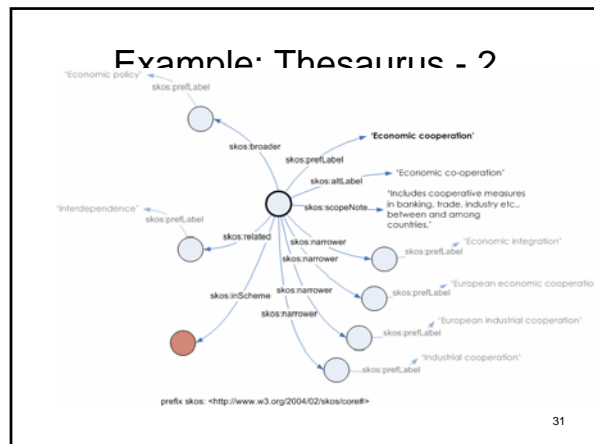 Example: Thesaurus - 2
'Economic policy'
skos:prefLabel
skos:broader
'Economic cooperation'
skos:prefLabel
skos:altLabel
'Economic co-operation'
skos:scopeNote
'Includes cooperative measures
in banking, trade, industry etc.,
between and among
countries.'
'Interdependence'
skos:prefLabel
skos:related
skos:narrower
'Economic integration'
skos:prefLabel
skos:narrower
'European economic cooperatio
skos:prefLabel
skos:inScheme
skos:narrower
'European industrial cooperation'
skos:prefLabel
skos:narrower
'Industrial cooperation'
skos:prefLabel
prefix skos: <http://www.w3.org/2004/02/skos/core#>
31